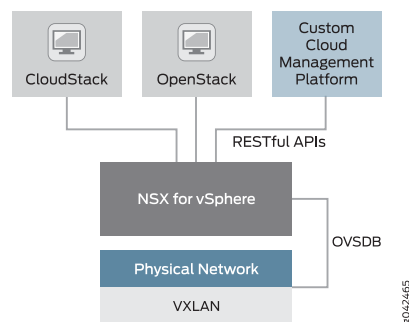 CloudStack
OpenStack
Custom
Cloud
Management
Platform
RESTful APIs
NSX for vSphere
OVSDB
Physical Network
VXLAN
g042465